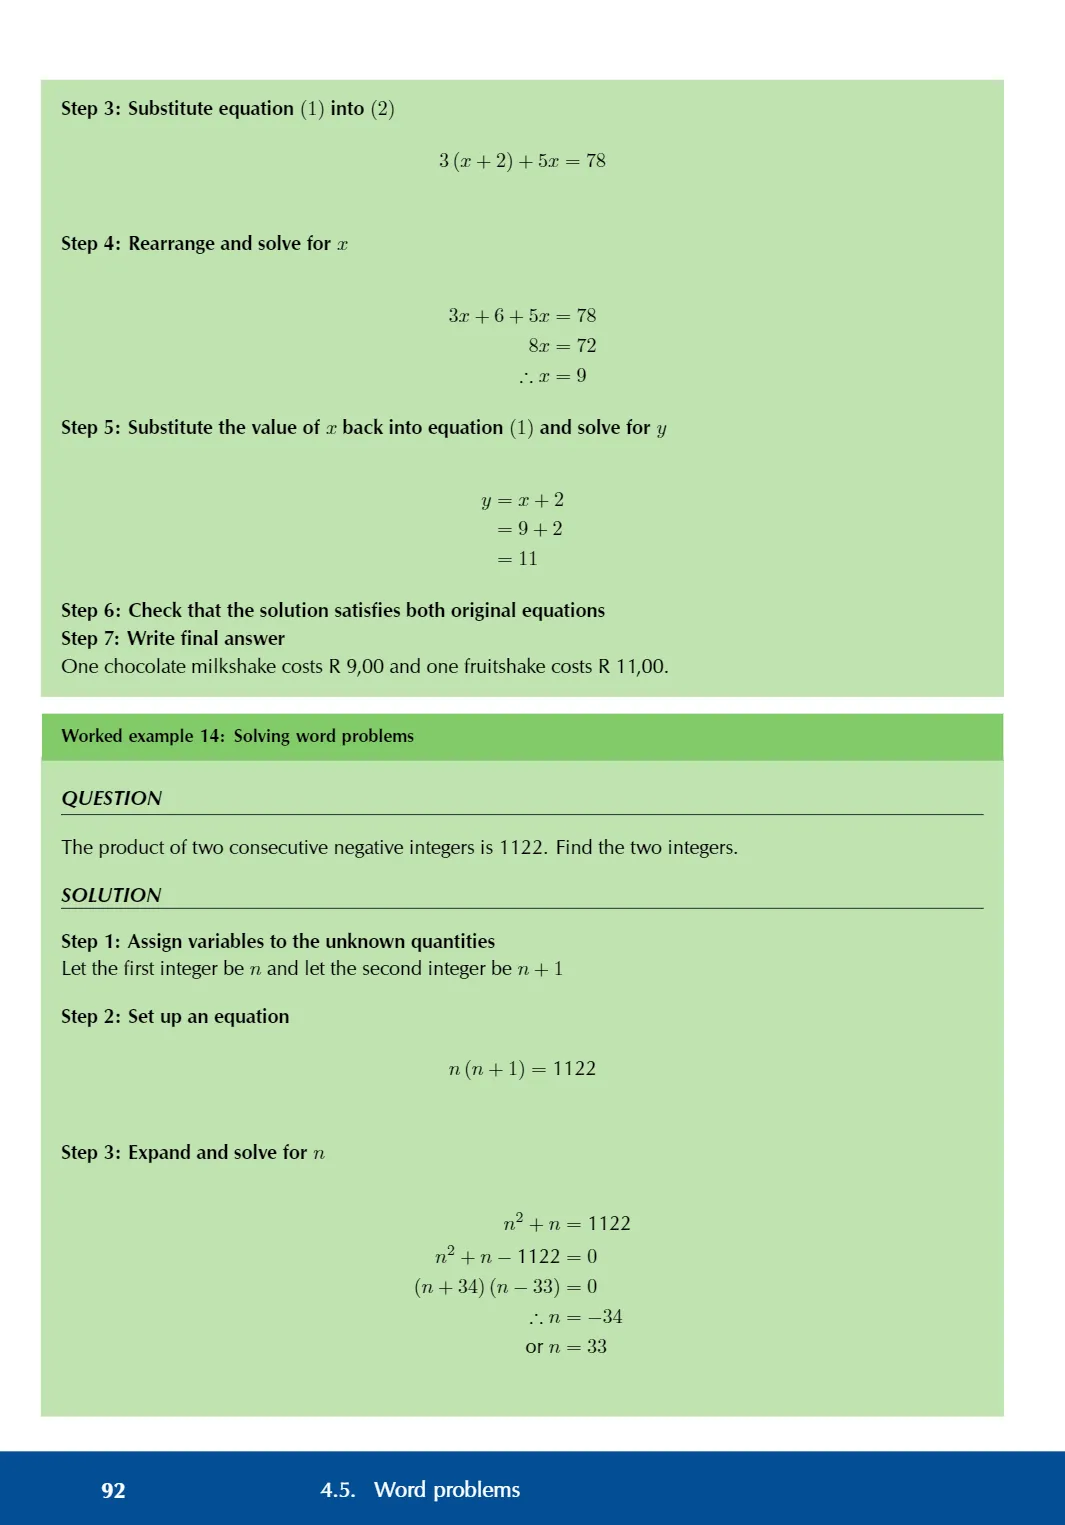 Step 3: Substitute equation (1) into (2)
3 (x + 2) + 5x = 78
Step 4: Rearrange and solve for x
3x + 6 + 5x = 78
8x = 72
∴ x = 9
Step 5: Substitute the value of x back into equation (1) and solve for y
y = x + 2
= 9 + 2
= 11
Step 6: Check that the solution satisfies both original equations
Step 7: Write final answer
One chocolate milkshake costs R 9,00 and one fruitshake costs R 11,00.
Worked example 14: Solving word problems
QUESTION
The product of two consecutive negative integers is 1122. Find the two integers.
SOLUTION
Step 1: Assign variables to the unknown quantities
Let the first integer be n and let the second integer be n + 1
Step 2: Set up an equation
n (n + 1) = 1122
Step 3: Expand and solve for n
n² + n = 1122
n² + n − 1122 = 0
(n + 34) (n − 33) = 0
∴ n = −34
or n = 33
92 4.5. Word problems